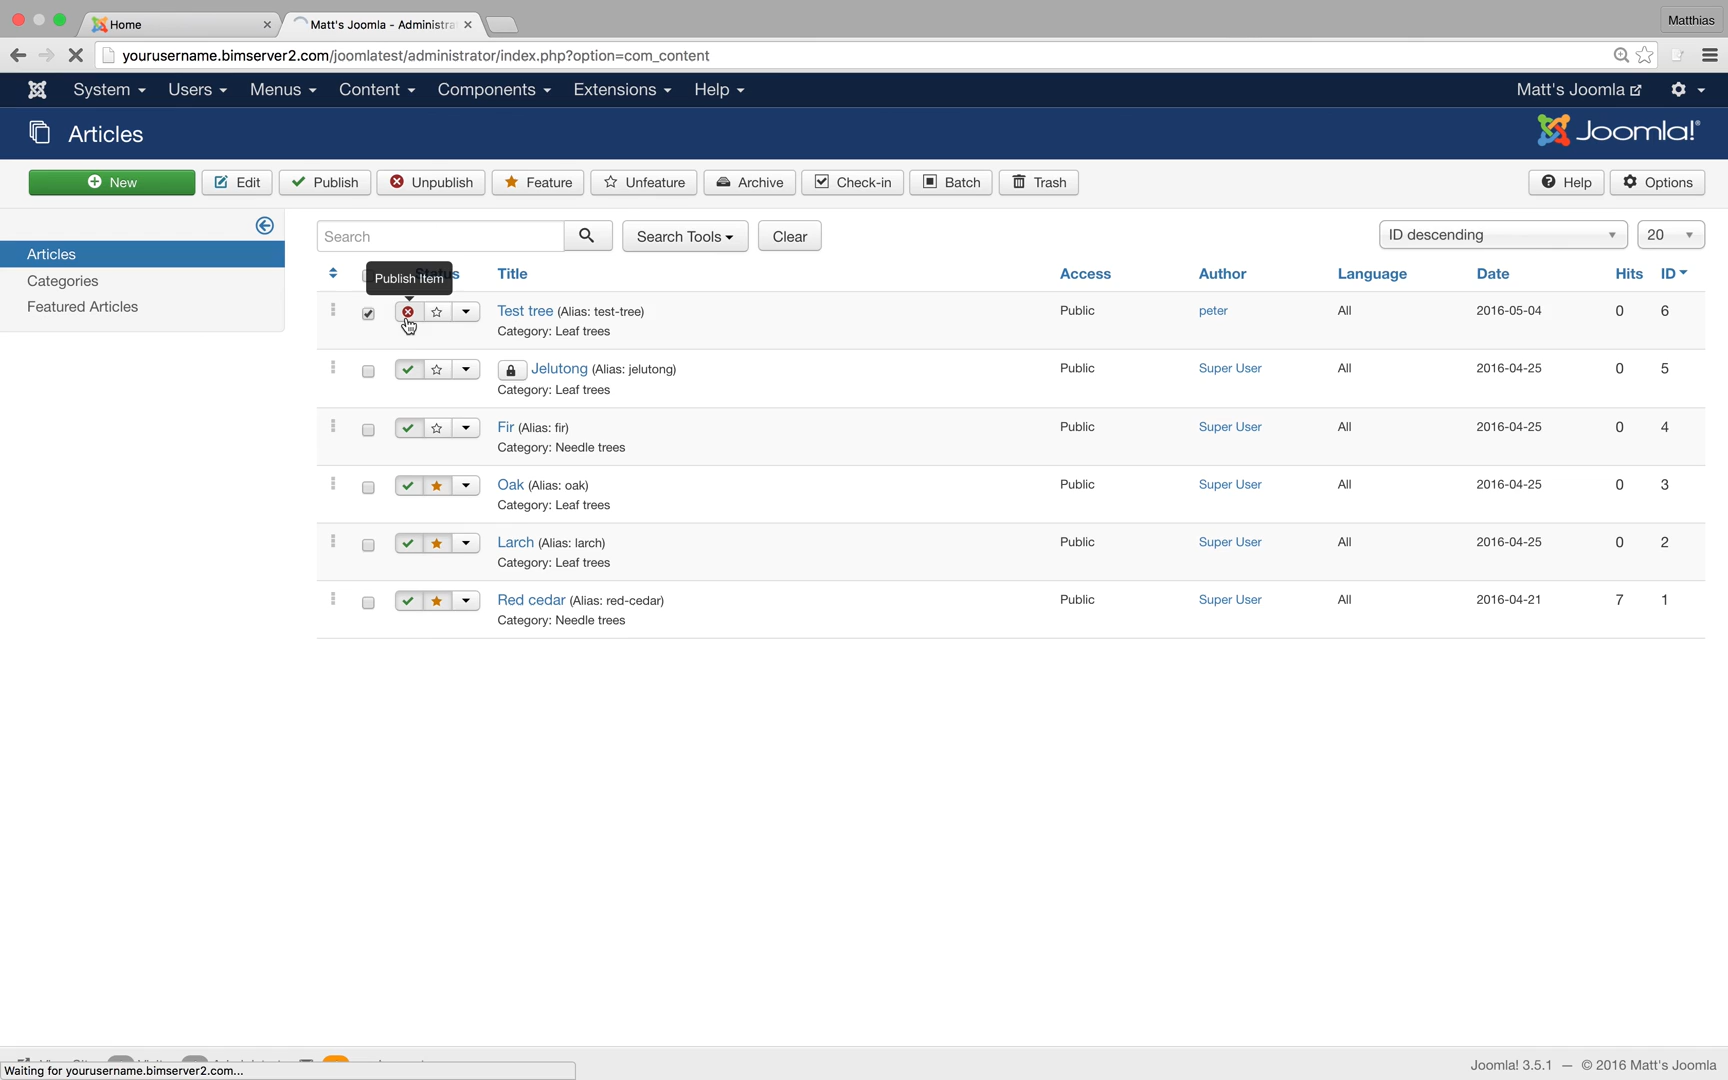 Home
Matt's Joomla - Administra
Matthias
yourusername.bimserver2.com/joomlatest/administrator/index.php?option=com_content
System Users Menus Content Components Extensions Help Matt's Joomla
Articles Joomla!
New Edit Publish Unpublish Feature Unfeature Archive Check-in Batch Trash Help Options
Articles
Categories
Featured Articles
Search Search Tools Clear ID descending 20
Publish Item
Title Access Author Language Date Hits ID
Test tree (Alias: test-tree) Public peter All 2016-05-04 0 6
Category: Leaf trees
Jelutong (Alias: jelutong) Public Super User All 2016-04-25 0 5
Category: Leaf trees
Fir (Alias: fir) Public Super User All 2016-04-25 0 4
Category: Needle trees
Oak (Alias: oak) Public Super User All 2016-04-25 0 3
Category: Leaf trees
Larch (Alias: larch) Public Super User All 2016-04-25 0 2
Category: Leaf trees
Red cedar (Alias: red-cedar) Public Super User All 2016-04-21 7 1
Category: Needle trees
Waiting for yourusername.bimserver2.com...
Joomla! 3.5.1 — © 2016 Matt's Joomla